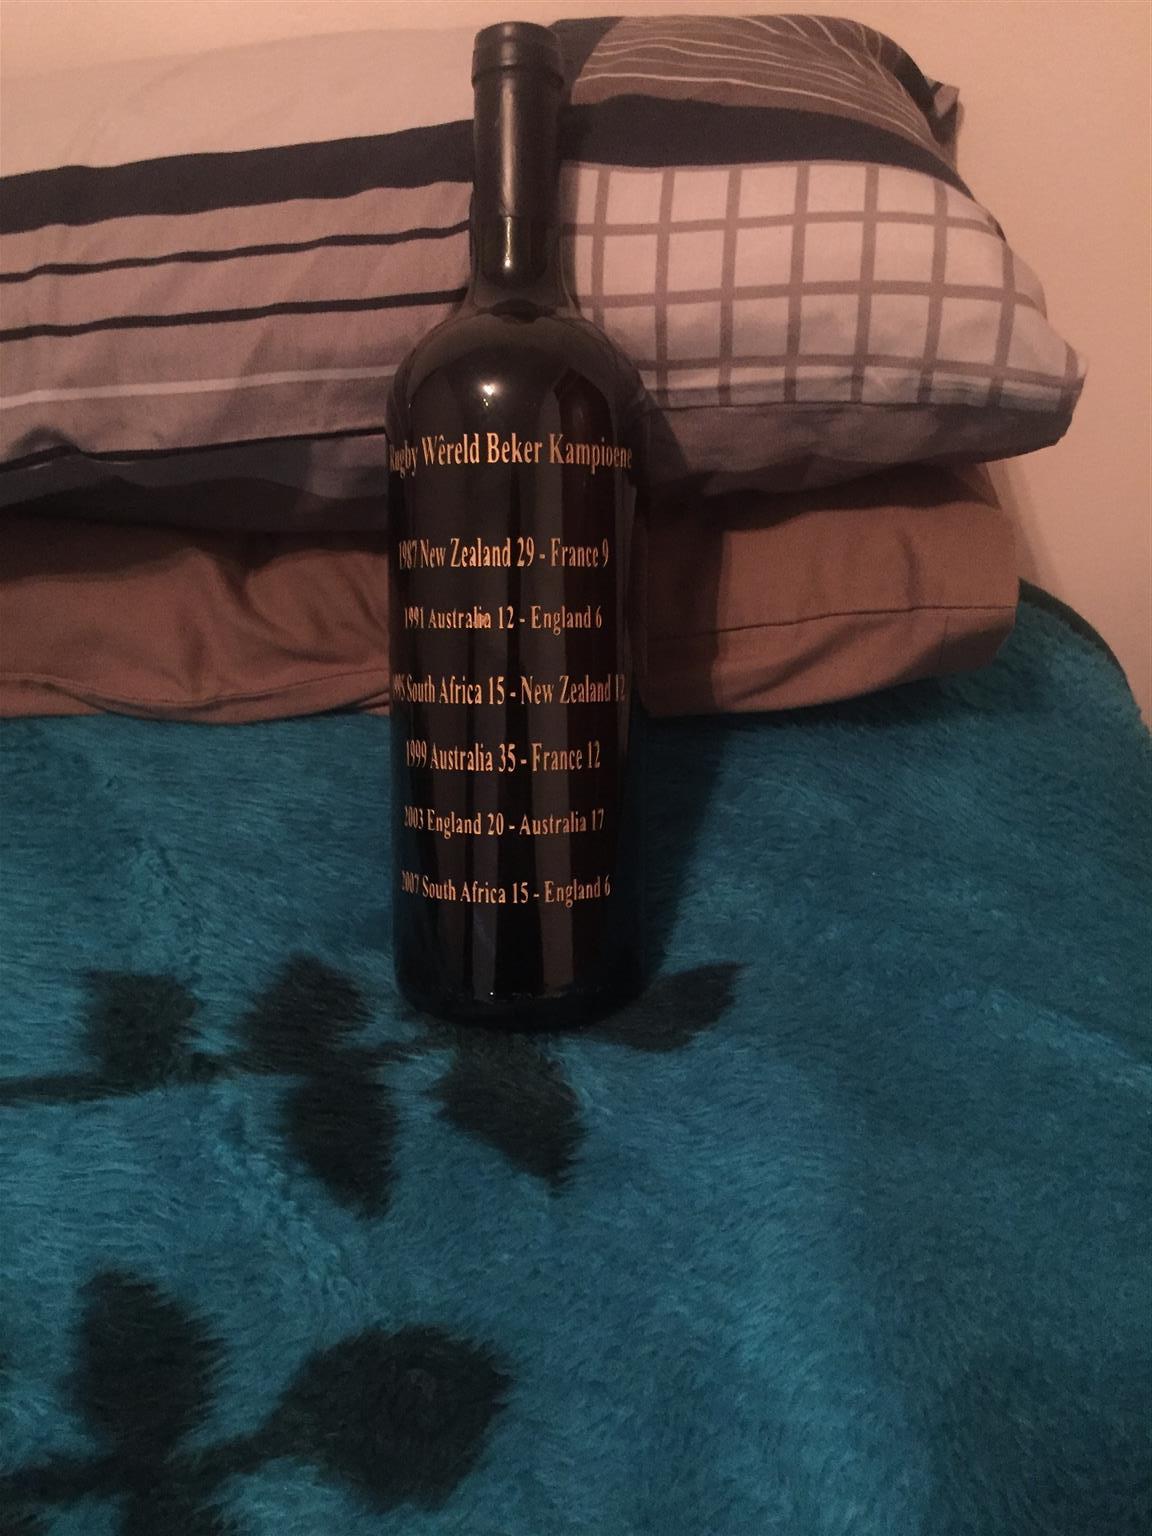 Rugby Wêreld Beker Kampioene
1987 New Zealand 29 - France 9
1991 Australia 12 - England 6
1995 South Africa 15 - New Zealand 12
1999 Australia 35 - France 12
2003 England 20 - Australia 17
2007 South Africa 15 - England 6